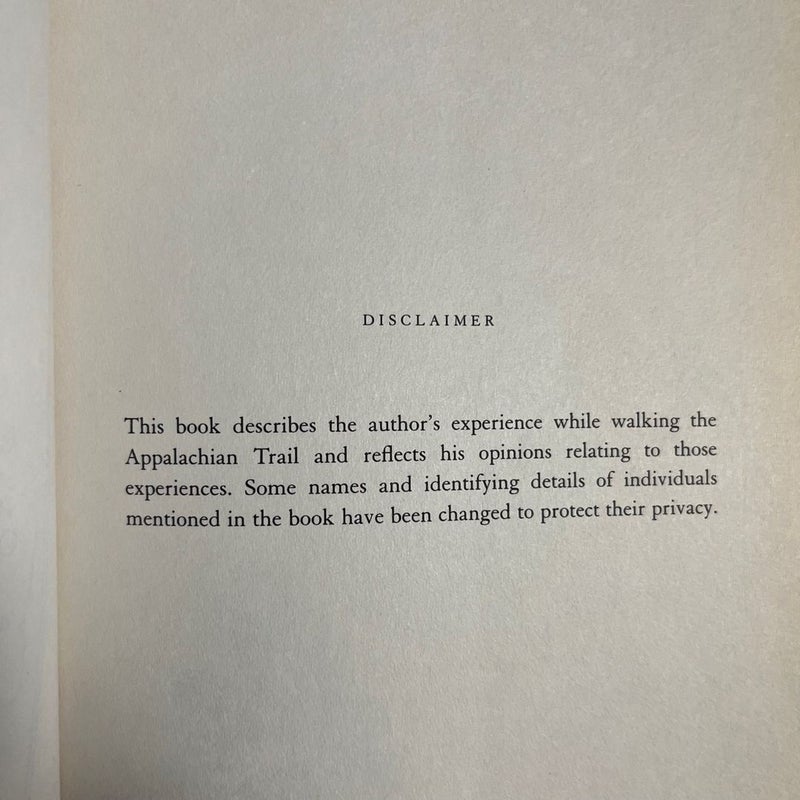 DISCLAIMER
This book describes the author's experience while walking the
Appalachian Trail and reflects his opinions relating to those
experiences. Some names and identifying details of individuals
mentioned in the book have been changed to protect their privacy.